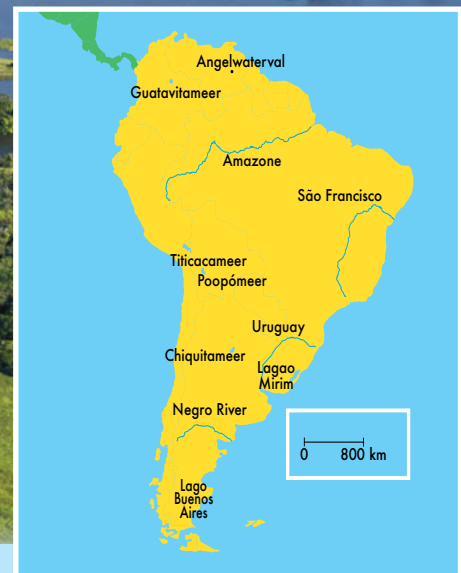 Angelwaterval
Guatavitameer
Amazone
São Francisco
Titicacameer
Poopómeer
Uruguay
Chiquitameer
Lagao
Mirim
Negro River
0 800 km
Lago
Buenos
Aires